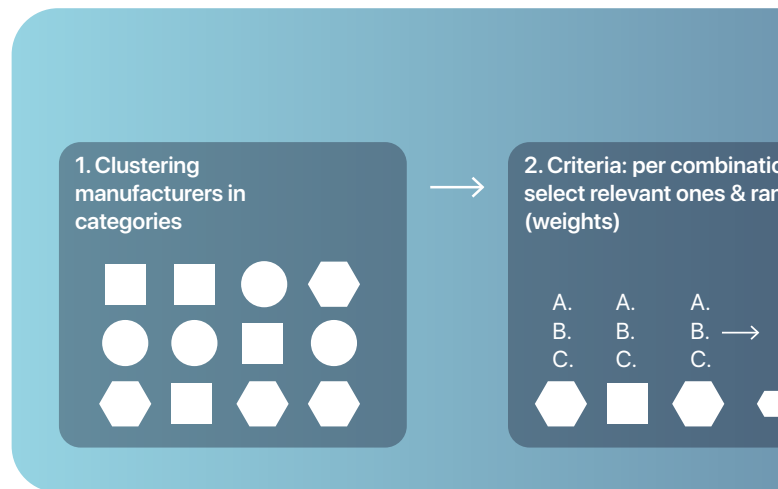 1. Clustering
manufacturers in
categories
2. Criteria: per
select relevant ones &
(weights)
A. A. A.
B. B. B.
C. C. C.